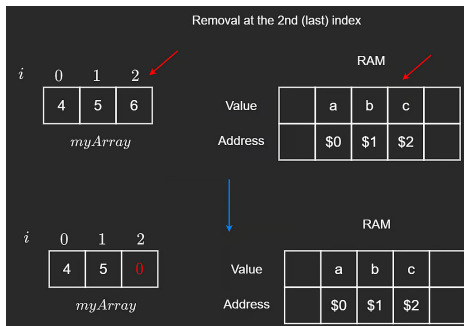 Removal at the 2nd (last) index
RAM
i 0 1 2
4 5 6
myArray
Value a b c
Address $0 $1 $2
RAM
i 0 1 2
4 5 0
myArray
Value a b c
Address $0 $1 $2